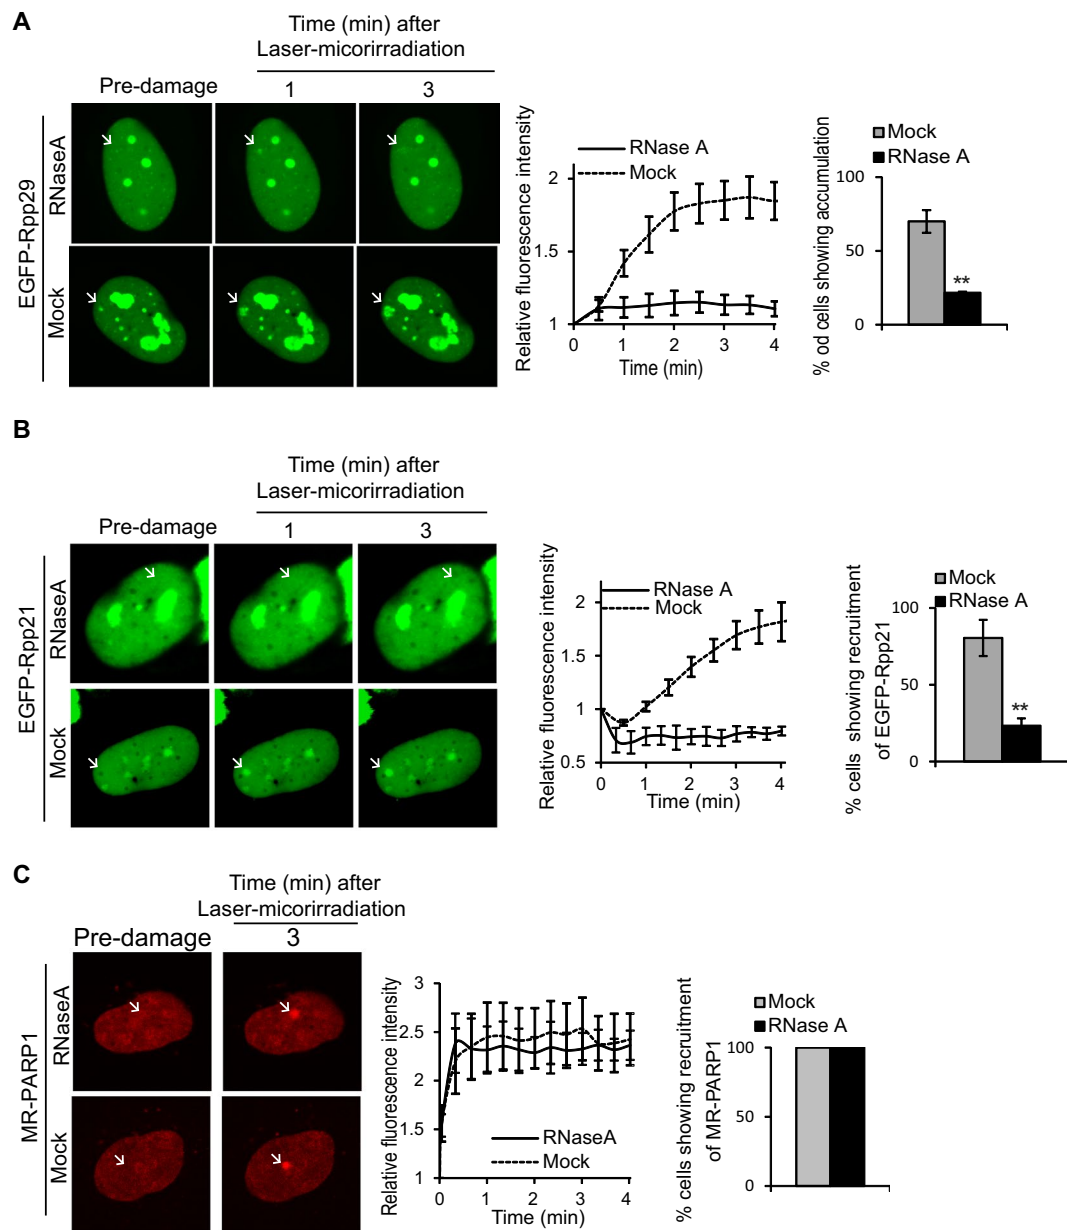 A
Time (min) after
Laser-micorirradiation
Pre-damage
1
3
EGFP-Rpp29
RNaseA
Mock
Relative fluorescence intensity
RNase A
Mock
2
1.5
1
0
1
2
3
4
Time (min)
% od cells showing accumulation
Mock
RNase A
100
50
0
**
B
Time (min) after
Laser-micorirradiation
Pre-damage
1
3
EGFP-Rpp21
RNaseA
Mock
Relative fluorescence intensity
RNase A
Mock
2
1.5
1
0.5
0
1
2
3
4
Time (min)
% cells showing recruitment
of EGFP-Rpp21
Mock
RNase A
100
50
0
**
C
Time (min) after
Laser-micorirradiation
Pre-damage
3
MR-PARP1
RNaseA
Mock
Relative fluorescence intensity
3
2.5
2
1.5
1
RNaseA
Mock
0
1
2
3
4
Time (min)
% cells showing recruitment
of MR-PARP1
Mock
RNase A
100
50
0